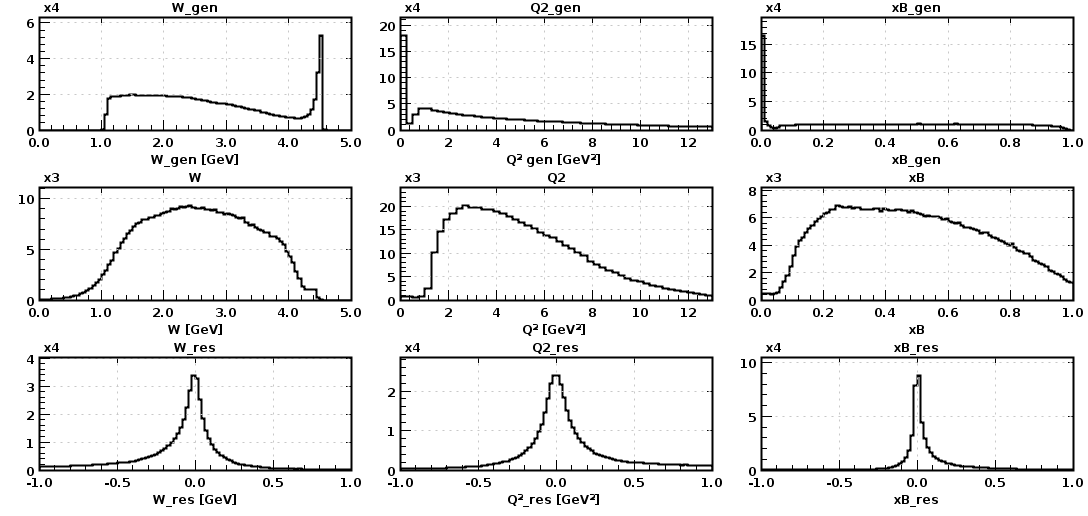 x4 W_gen x4 Q2_gen x4 xB_gen
6 20 15
4 15 10
2 10 5
0 5 0
0
0.0 1.0 2.0 3.0 4.0 5.0 0 2 4 6 8 10 12 0.0 0.2 0.4 0.6 0.8 1.0
W_gen [GeV] Q² gen [GeV²] xB_gen
x3 W x3 Q2 x3 xB
10 20 8
5 15 6
0 10 4
5 2
0 0
0.0 1.0 2.0 3.0 4.0 5.0 0 2 4 6 8 10 12 0.0 0.2 0.4 0.6 0.8 1.0
W [GeV] Q² [GeV²] xB
x4 W_res x4 Q2_res x4 xB_res
4 2 10
3 1 5
2 0 0
1
0
-1.0 -0.5 0.0 0.5 1.0 -1.0 -0.5 0.0 0.5 1.0 -1.0 -0.5 0.0 0.5 1.0
W_res [GeV] Q²_res [GeV²] xB_res